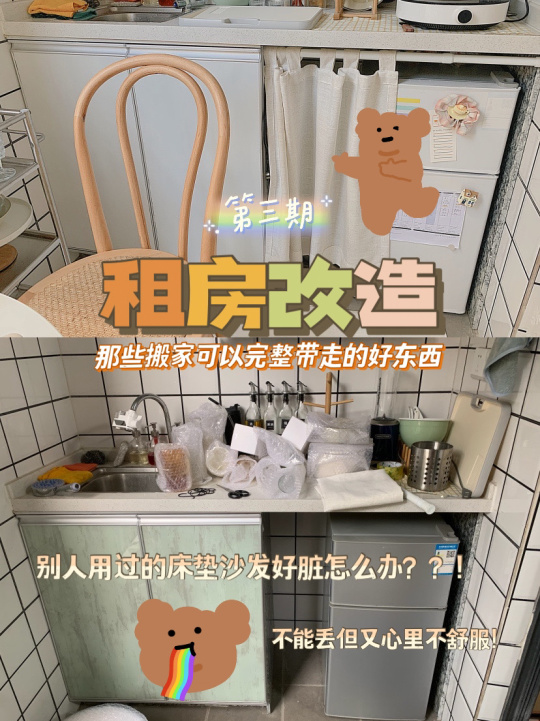 第三期
租房改造
那些搬家可以完整带走的好东西
别人用过的床垫沙发好脏怎么办？？！
不能丢但又心里不舒服!